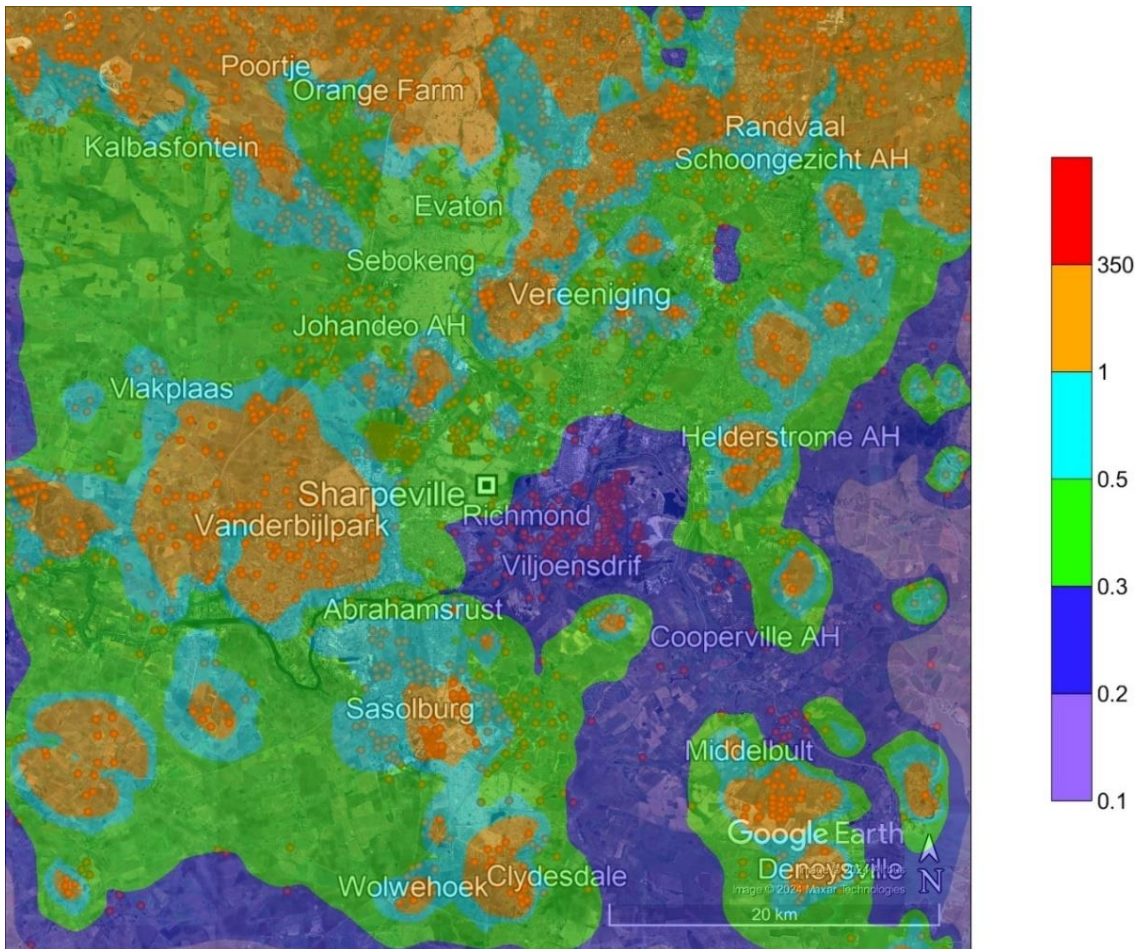 Poortje
Orange Farm
Randvaal
Kalbasfontein
Schoongezicht AH
Evaton
Sebokeng
Vereeniging
Johandeo AH
Vlakplaas
Helderstrome AH
Sharpeville
Richmond
Vanderbijlpark
Viljoensdrif
Abrahamsrust
Cooperville AH
Sasolburg
Middelbult
Google Earth
Deneysville
Image © 2024 Maxar Technologies
Clydesdale
Wolwehoek
N
20 km
350
1
0.5
0.3
0.2
0.1